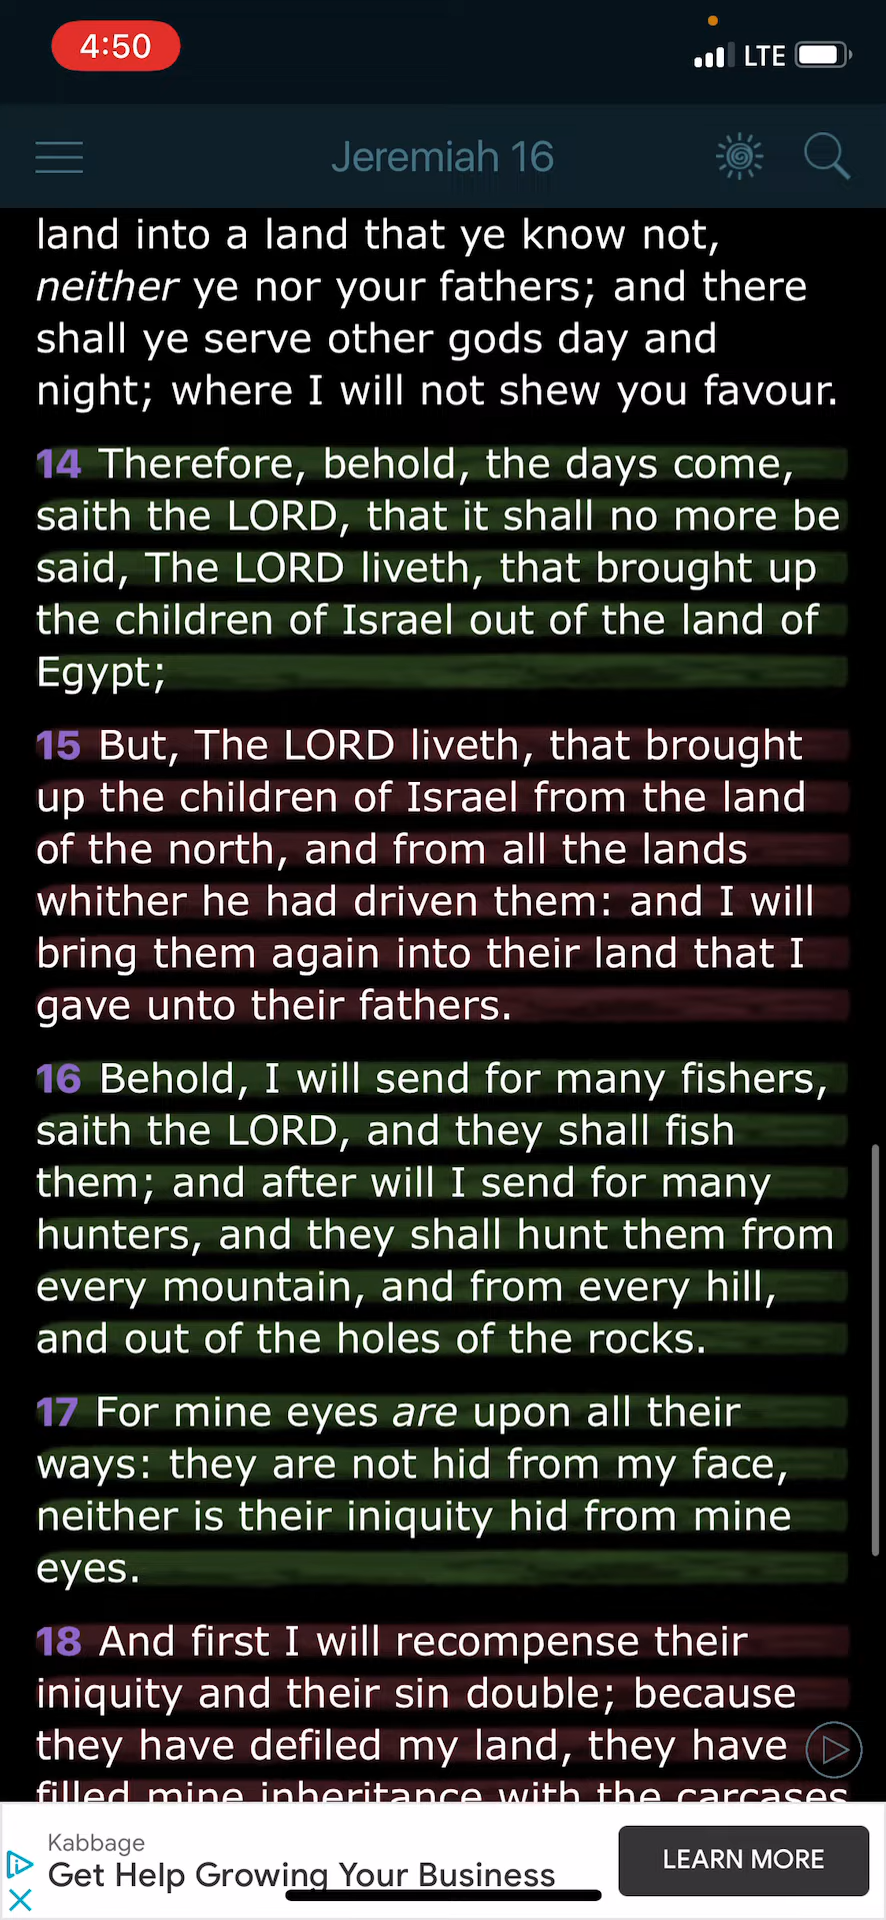 4:50
LTE
Jeremiah 16
land into a land that ye know not,
neither ye nor your fathers; and there
shall ye serve other gods day and
night; where I will not shew you favour.
14 Therefore, behold, the days come,
saith the LORD, that it shall no more be
said, The LORD liveth, that brought up
the children of Israel out of the land of
Egypt;
15 But, The LORD liveth, that brought
up the children of Israel from the land
of the north, and from all the lands
whither he had driven them: and I will
bring them again into their land that I
gave unto their fathers.
16 Behold, I will send for many fishers,
saith the LORD, and they shall fish
them; and after will I send for many
hunters, and they shall hunt them from
every mountain, and from every hill,
and out of the holes of the rocks.
17 For mine eyes are upon all their
ways: they are not hid from my face,
neither is their iniquity hid from mine
eyes.
18 And first I will recompense their
iniquity and their sin double; because
they have defiled my land, they have
filled mine inheritance with the carcases
Kabbage
Get Help Growing Your Business
LEARN MORE